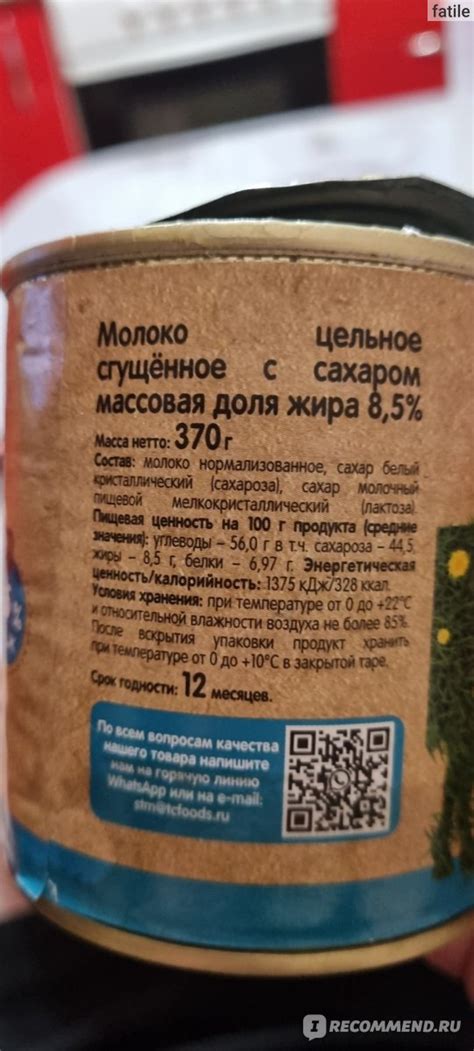 fatile
Молоко цельное
сгущённое с сахаром
массовая доля жира 8,5%
Масса нетто: 370 г
Состав: молоко нормализованное, сахар белый
кристаллический (сахароза), сахар молочный
пищевой мелкокристаллический (лактоза).
Пищевая ценность на 100 г продукта (средние
значения): углеводы – 56,0 г в т.ч. сахароза – 44,5,
жиры – 8,5 г, белки – 6,97 г. Энергетическая
ценность/калорийность: 1375 кДж/328 ккал.
Условия хранения: при температуре от 0 до +22°С
и относительной влажности воздуха не более 85%.
После вскрытия упаковки продукт хранить
при температуре от 0 до +10°С в закрытой таре.
Срок годности: 12 месяцев.
По всем вопросам качества
нашего товара напишите
нам на горячую линию
WhatsApp или на e-mail:
stm@tcfoods.ru
IRECOMMEND.RU